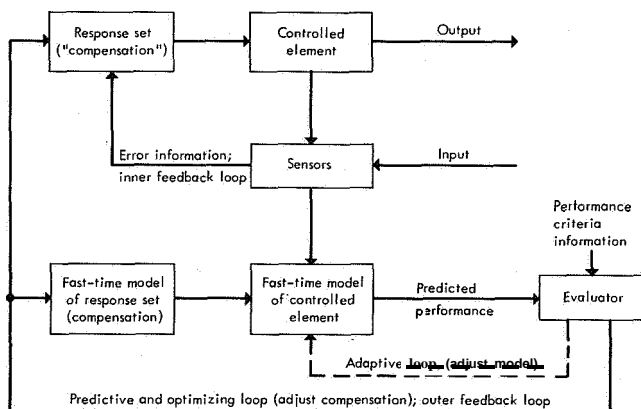 Response set
("compensation")
Controlled
element
Output
Error information;
inner feedback loop
Sensors
Input
Performance
criteria
information
Fast-time model
of response set
(compensation)
Fast-time model
of controlled
element
Predicted
performance
Evaluator
Adaptive loop (adjust model)
Predictive and optimizing loop (adjust compensation); outer feedback loop